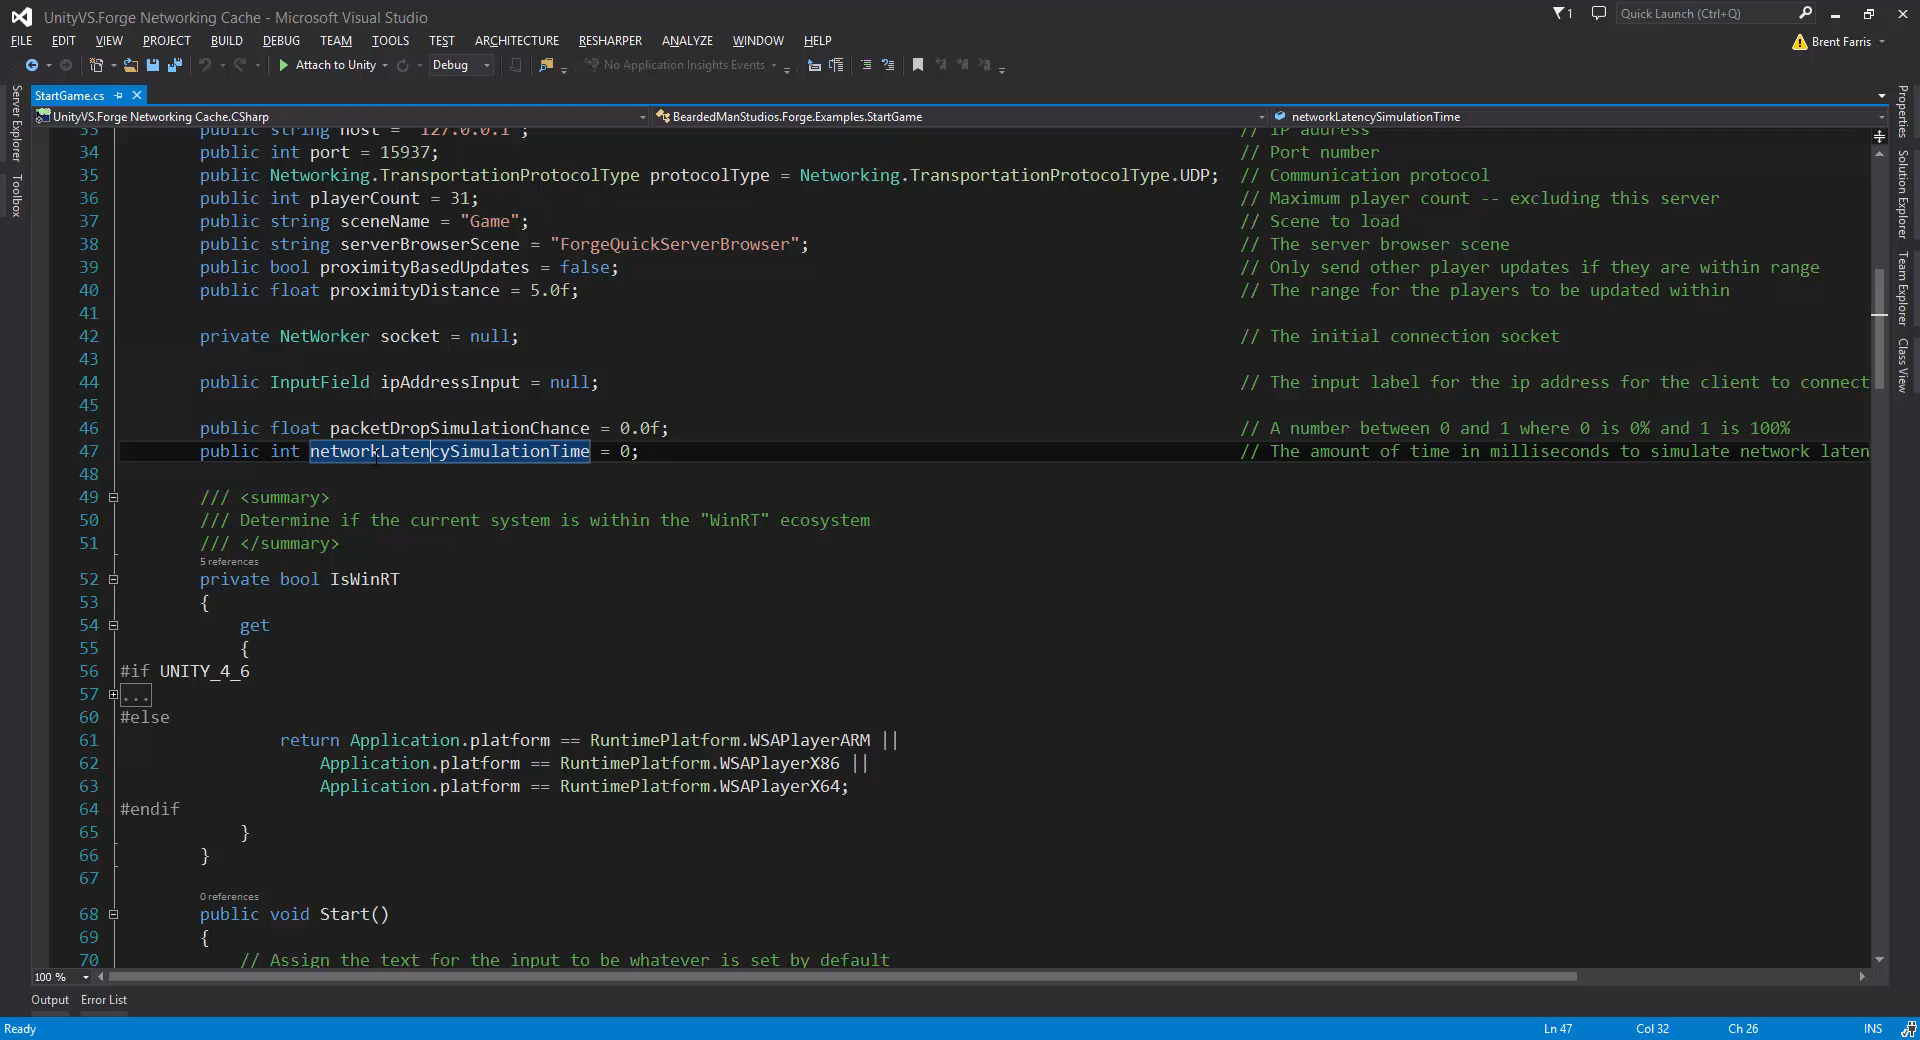 UnityVS.Forge Networking Cache - Microsoft Visual Studio
1
Quick Launch (Ctrl+Q)
FILE EDIT VIEW PROJECT BUILD DEBUG TEAM TOOLS TEST ARCHITECTURE RESHARPER ANALYZE WINDOW HELP
Brent Farris
Attach to Unity
Debug
No Application Insights Events
Server Explorer
Toolbox
StartGame.cs
UnityVS.Forge Networking Cache.CSharp
BeardedManStudios.Forge.Examples.StartGame
networkLatencySimulationTime
33 public string host = "127.0.0.1"; // IP address
34 public int port = 15937; // Port number
35 public Networking.TransportationProtocolType protocolType = Networking.TransportationProtocolType.UDP; // Communication protocol
36 public int playerCount = 31; // Maximum player count -- excluding this server
37 public string sceneName = "Game"; // Scene to load
38 public string serverBrowserScene = "ForgeQuickServerBrowser"; // The server browser scene
39 public bool proximityBasedUpdates = false; // Only send other player updates if they are within range
40 public float proximityDistance = 5.0f; // The range for the players to be updated within
41
42 private NetWorker socket = null; // The initial connection socket
43
44 public InputField ipAddressInput = null; // The input label for the ip address for the client to connect
45
46 public float packetDropSimulationChance = 0.0f; // A number between 0 and 1 where 0 is 0% and 1 is 100%
47 public int networkLatencySimulationTime = 0; // The amount of time in milliseconds to simulate network laten
48
49 /// <summary>
50 /// Determine if the current system is within the "WinRT" ecosystem
51 /// </summary>
5 references
52 private bool IsWinRT
53 {
54 get
55 {
56 #if UNITY_4_6
57 ...
60 #else
61 return Application.platform == RuntimePlatform.WSAPlayerARM ||
62 Application.platform == RuntimePlatform.WSAPlayerX86 ||
63 Application.platform == RuntimePlatform.WSAPlayerX64;
64 #endif
65 }
66 }
67
0 references
68 public void Start()
69 {
70 // Assign the text for the input to be whatever is set by default
100 %
Properties
Solution Explorer
Team Explorer
Class View
Output Error List
Ready
Ln 47 Col 32 Ch 26 INS